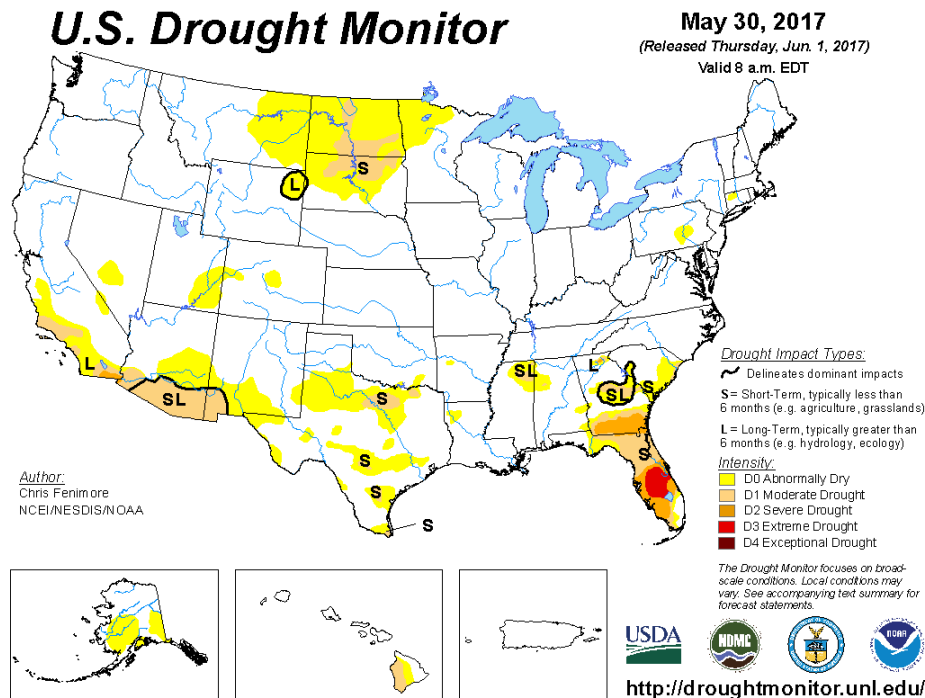 U.S. Drought Monitor
May 30, 2017
(Released Thursday, Jun. 1, 2017)
Valid 8 a.m. EDT
S
L
L
SL
S
S
S
S
SL
L
SL
S
S
Drought Impact Types:
Delineates dominant impacts
S = Short-Term, typically less than
6 months (e.g. agriculture, grasslands)
L = Long-Term, typically greater than
6 months (e.g. hydrology, ecology)
Intensity:
D0 Abnormally Dry
D1 Moderate Drought
D2 Severe Drought
D3 Extreme Drought
D4 Exceptional Drought
Author:
Chris Fenimore
NCEI/NESDIS/NOAA
The Drought Monitor focuses on broad-
scale conditions. Local conditions may
vary. See accompanying text summary for
forecast statements.
USDA
NDMC
NOAA
http://droughtmonitor.unl.edu/